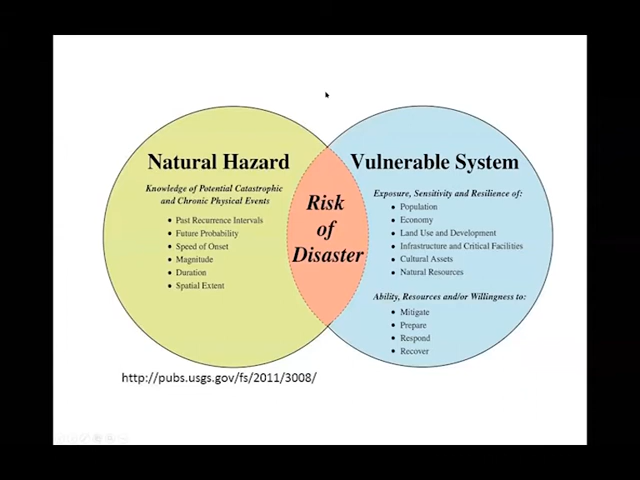 Natural Hazard
Knowledge of Potential Catastrophic
and Chronic Physical Events
• Past Recurrence Intervals
• Future Probability
• Speed of Onset
• Magnitude
• Duration
• Spatial Extent
Risk
of
Disaster
Vulnerable System
Exposure, Sensitivity and Resilience of:
• Population
• Economy
• Land Use and Development
• Infrastructure and Critical Facilities
• Cultural Assets
• Natural Resources
Ability, Resources and/or Willingness to:
• Mitigate
• Prepare
• Respond
• Recover
http://pubs.usgs.gov/fs/2011/3008/